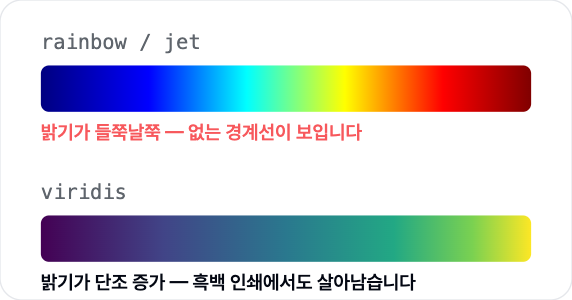 rainbow / jet
밝기가 들쭉날쭉 — 없는 경계선이 보입니다
viridis
밝기가 단조 증가 — 흑백 인쇄에서도 살아남습니다